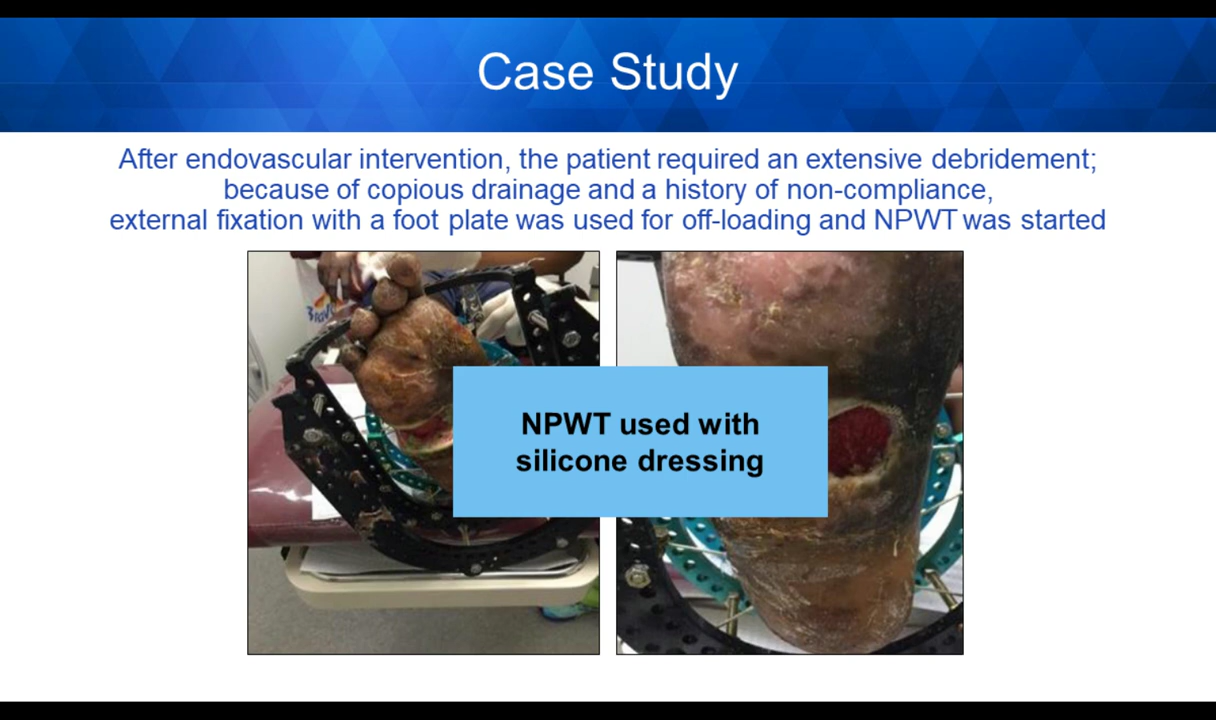 Case Study
After endovascular intervention, the patient required an extensive debridement;
because of copious drainage and a history of non-compliance,
external fixation with a foot plate was used for off-loading and NPWT was started
NPWT used with
silicone dressing